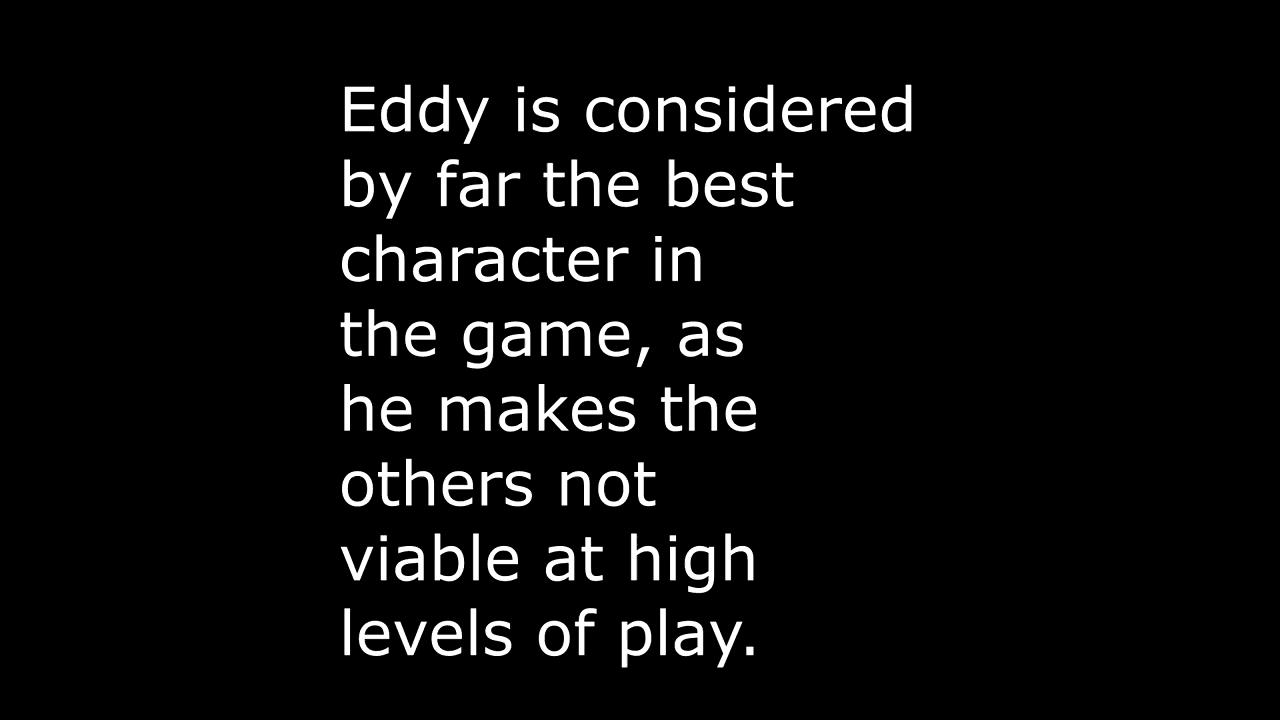 Eddy is considered
by far the best
character in
the game, as
he makes the
others not
viable at high
levels of play.